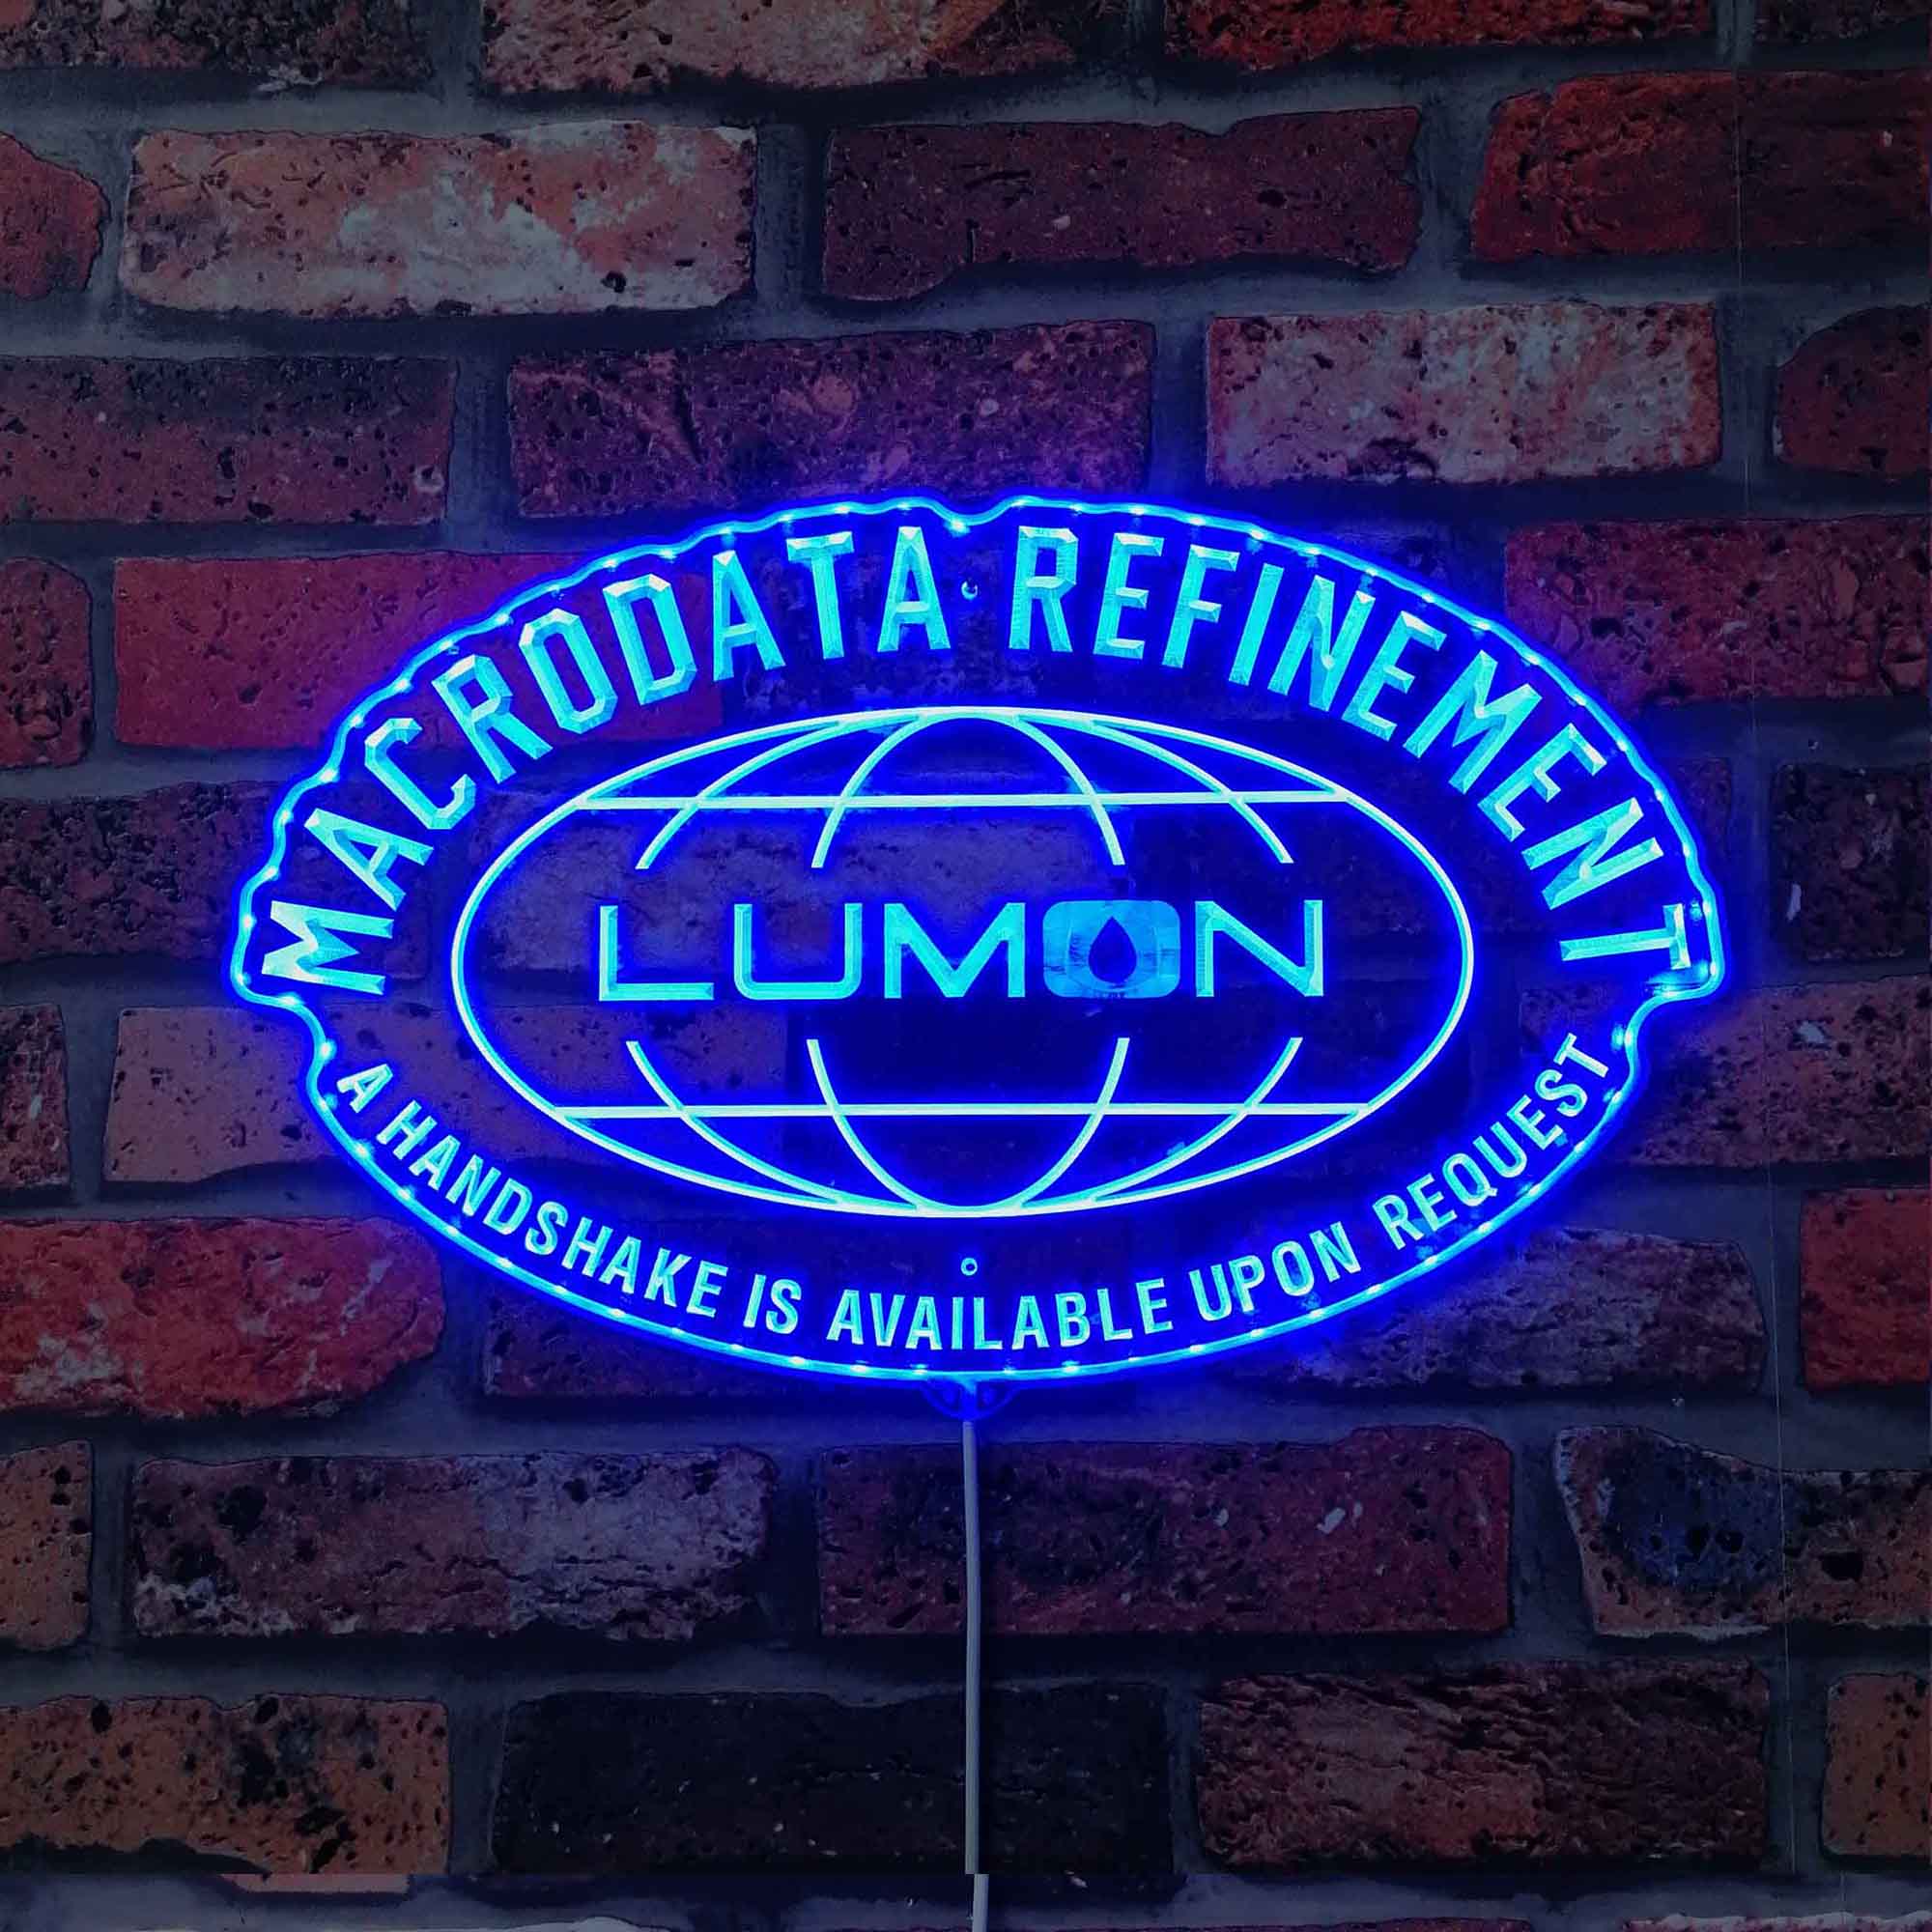 MACRODATA REFINEMENT
LUMON
A HANDSHAKE IS AVAILABLE UPON REQUEST